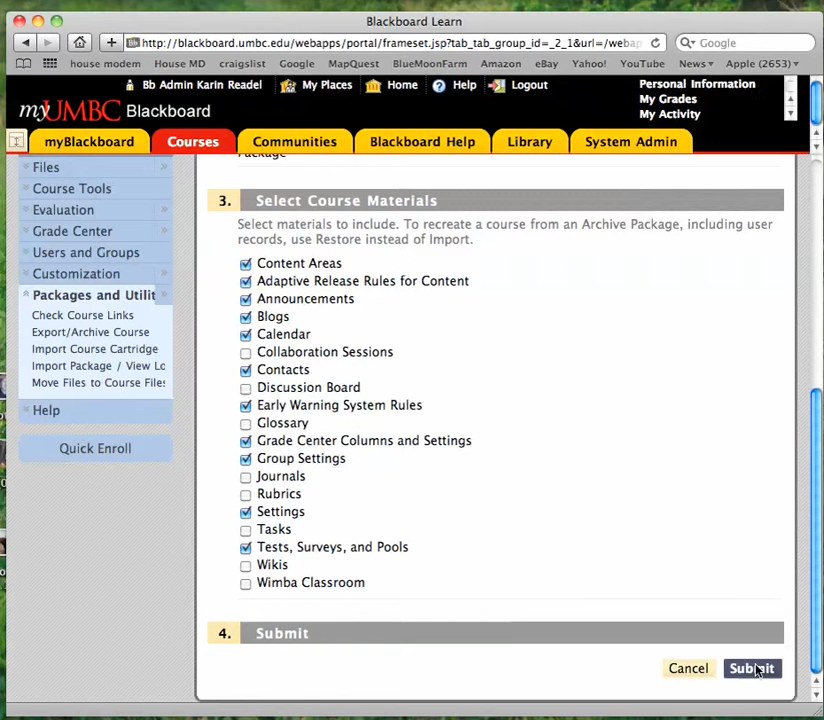 Blackboard Learn
http://blackboard.umbc.edu/webapps/portal/frameset.jsp?tab_tab_group_id=_2_1&url=/webap
Google
house modem House MD craigslist Google MapQuest BlueMoonFarm Amazon eBay Yahoo! YouTube News Apple (2653)
Bb Admin Karin Readel My Places Home Help Logout
Personal Information
My Grades
My Activity
myUMBC Blackboard
myBlackboard Courses Communities Blackboard Help Library System Admin
Package
Files
Course Tools
Evaluation
Grade Center
Users and Groups
Customization
Packages and Utilit
Check Course Links
Export/Archive Course
Import Course Cartridge
Import Package / View Lo
Move Files to Course Files
Help
Quick Enroll
3. Select Course Materials
Select materials to include. To recreate a course from an Archive Package, including user
records, use Restore instead of Import.
Content Areas
Adaptive Release Rules for Content
Announcements
Blogs
Calendar
Collaboration Sessions
Contacts
Discussion Board
Early Warning System Rules
Glossary
Grade Center Columns and Settings
Group Settings
Journals
Rubrics
Settings
Tasks
Tests, Surveys, and Pools
Wikis
Wimba Classroom
4. Submit
Cancel Submit